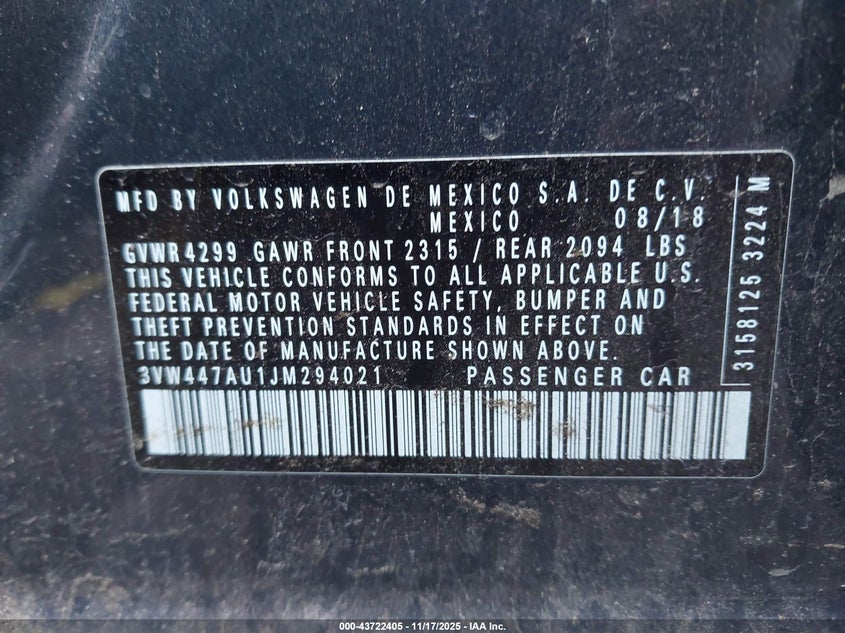 MFD BY VOLKSWAGEN DE MEXICO S.A. DE C.V.
MEXICO 08/18
GVWR 4299 GAWR FRONT 2315 / REAR 2094 LBS
THIS VEHICLE CONFORMS TO ALL APPLICABLE U.S.
FEDERAL MOTOR VEHICLE SAFETY, BUMPER AND
THEFT PREVENTION STANDARDS IN EFFECT ON
THE DATE OF MANUFACTURE SHOWN ABOVE.
3VW447AU1JM294021 PASSENGER CAR
3158125 3224 M
000-43722405 - 11/17/2025 - IAA Inc.